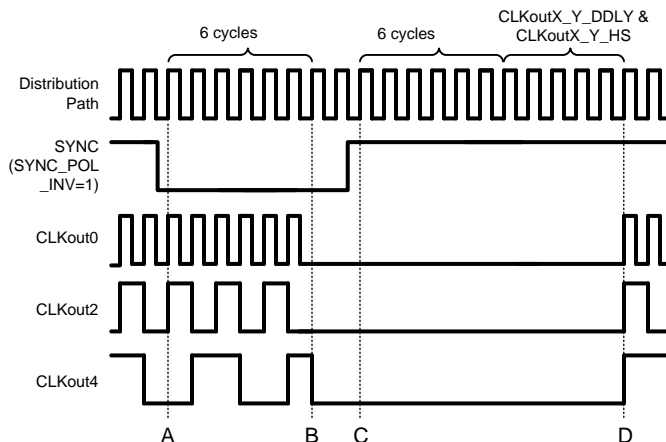 6 cycles
6 cycles
CLKoutX_Y_DDLY &
CLKoutX_Y_HS
Distribution
Path
SYNC
(SYNC_POL
_INV=1)
CLKout0
CLKout2
CLKout4
A
B
C
D